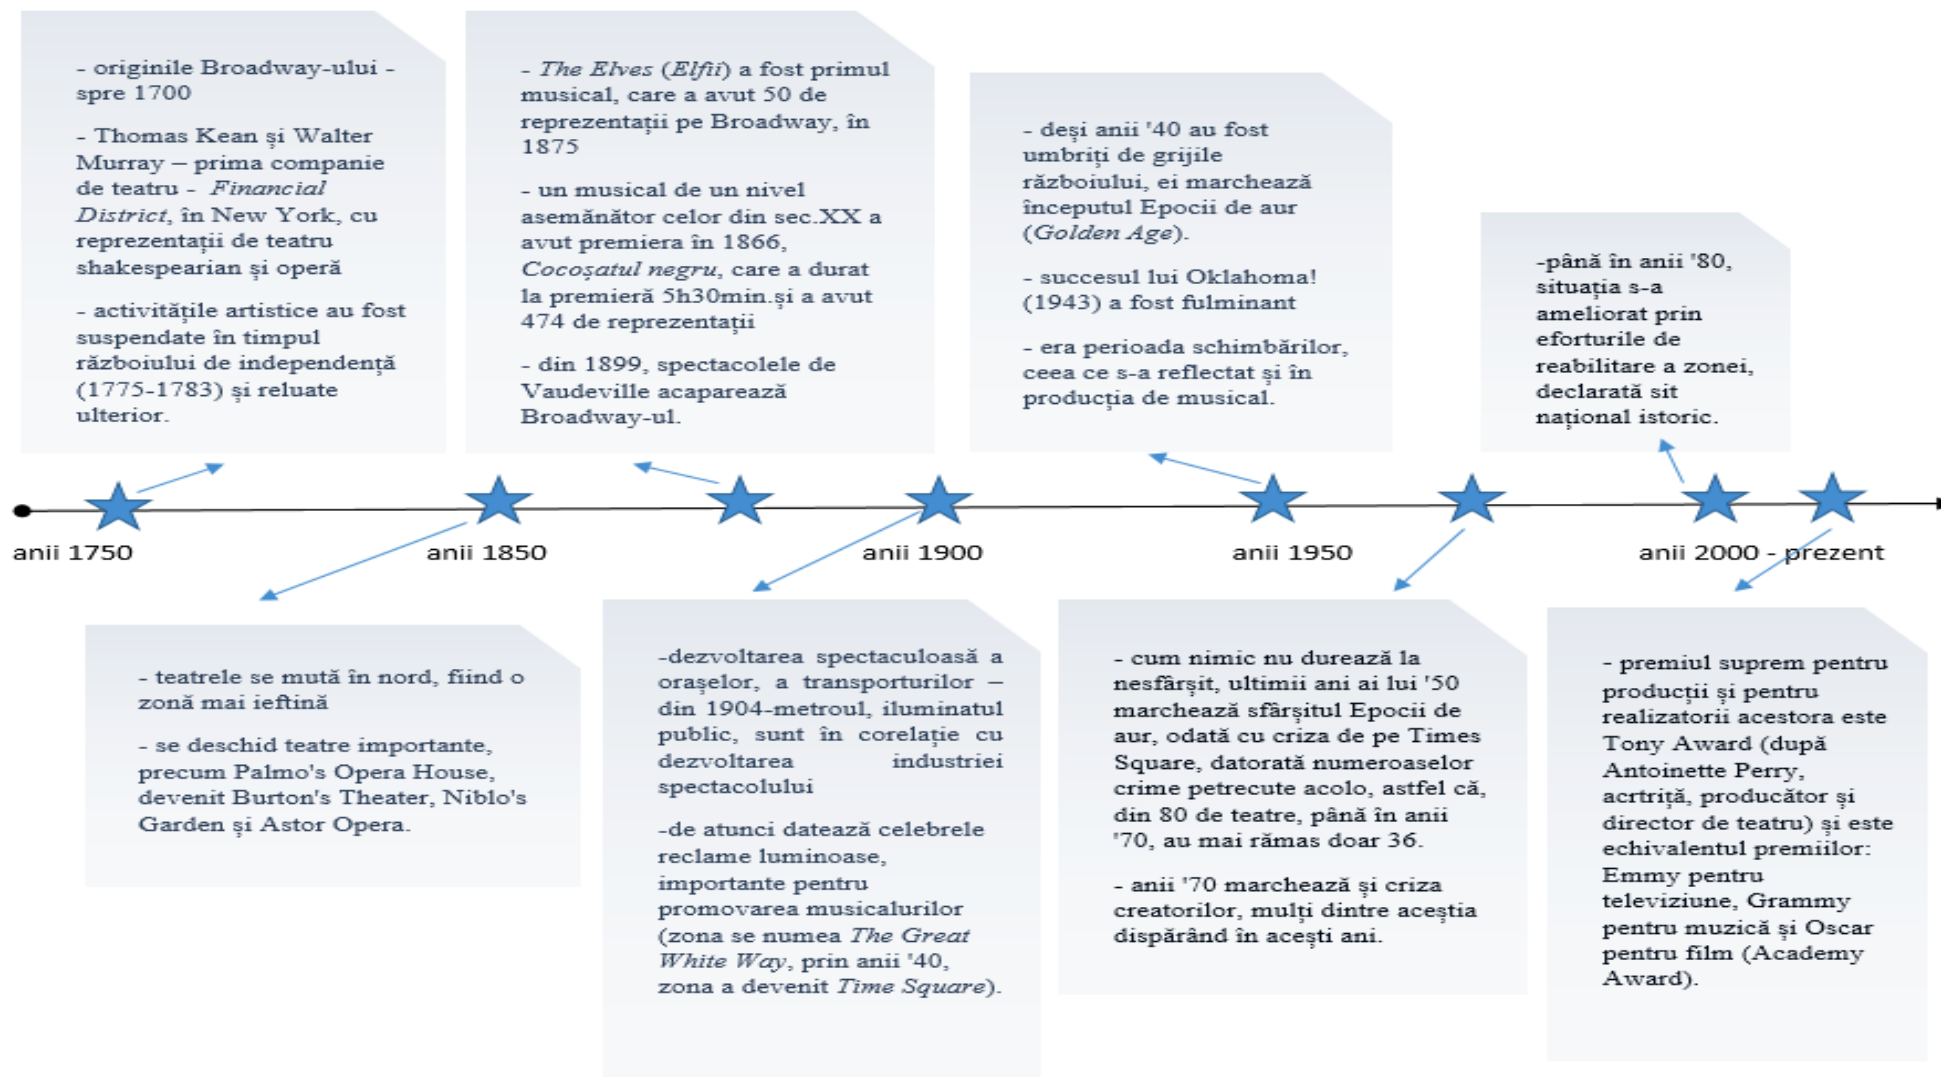 - originile Broadway-ului -
spre 1700
- Thomas Kean și Walter
Murray – prima companie
de teatru - Financial
District, în New York, cu
reprezentații de teatru
shakespearian și operă
- activitățile artistice au fost
suspendate în timpul
războiului de independență
(1775-1783) și reluate
ulterior.
- The Elves (Elfii) a fost primul
musical, care a avut 50 de
reprezentații pe Broadway, în
1875
- un musical de un nivel
asemănător celor din sec.XX a
avut premiera în 1866,
Cocoșatul negru, care a durat
la premieră 5h30min.și a avut
474 de reprezentații
- din 1899, spectacolele de
Vaudeville acaparează
Broadway-ul.
- deși anii '40 au fost
umbriți de grijile
războiului, ei marchează
începutul Epocii de aur
(Golden Age).
- succesul lui Oklahoma!
(1943) a fost fulminant
- era perioada schimbărilor,
ceea ce s-a reflectat și în
producția de musical.
-până în anii '80,
situația s-a
ameliorat prin
eforturile de
reabilitare a zonei,
declarată sit
național istoric.
anii 1750
anii 1850
anii 1900
anii 1950
anii 2000 - prezent
- teatrele se mută în nord, fiind o
zonă mai ieftină
- se deschid teatre importante,
precum Palmo's Opera House,
devenit Burton's Theater, Niblo's
Garden și Astor Opera.
-dezvoltarea spectaculoasă a
orașelor, a transporturilor –
din 1904-metroul, iluminatul
public, sunt în corelație cu
dezvoltarea industriei
spectacolului
-de atunci datează celebrele
reclame luminoase,
importante pentru
promovarea musicalurilor
(zona se numea The Great
White Way, prin anii '40,
zona a devenit Time Square).
- cum nimic nu durează la
nesfârșit, ultimii ani ai lui '50
marchează sfârșitul Epocii de
aur, odată cu criza de pe Times
Square, datorată numeroaselor
crime petrecute acolo, astfel că,
din 80 de teatre, până în anii
'70, au mai rămas doar 36.
- anii '70 marchează și criza
creatorilor, mulți dintre aceștia
dispărând în acești ani.
- premiul suprem pentru
producții și pentru
realizatorii acestora este
Tony Award (după
Antoinette Perry,
acrtriță, producător și
director de teatru) și este
echivalentul premiilor:
Emmy pentru
televiziune, Grammy
pentru muzică și Oscar
pentru film (Academy
Award).